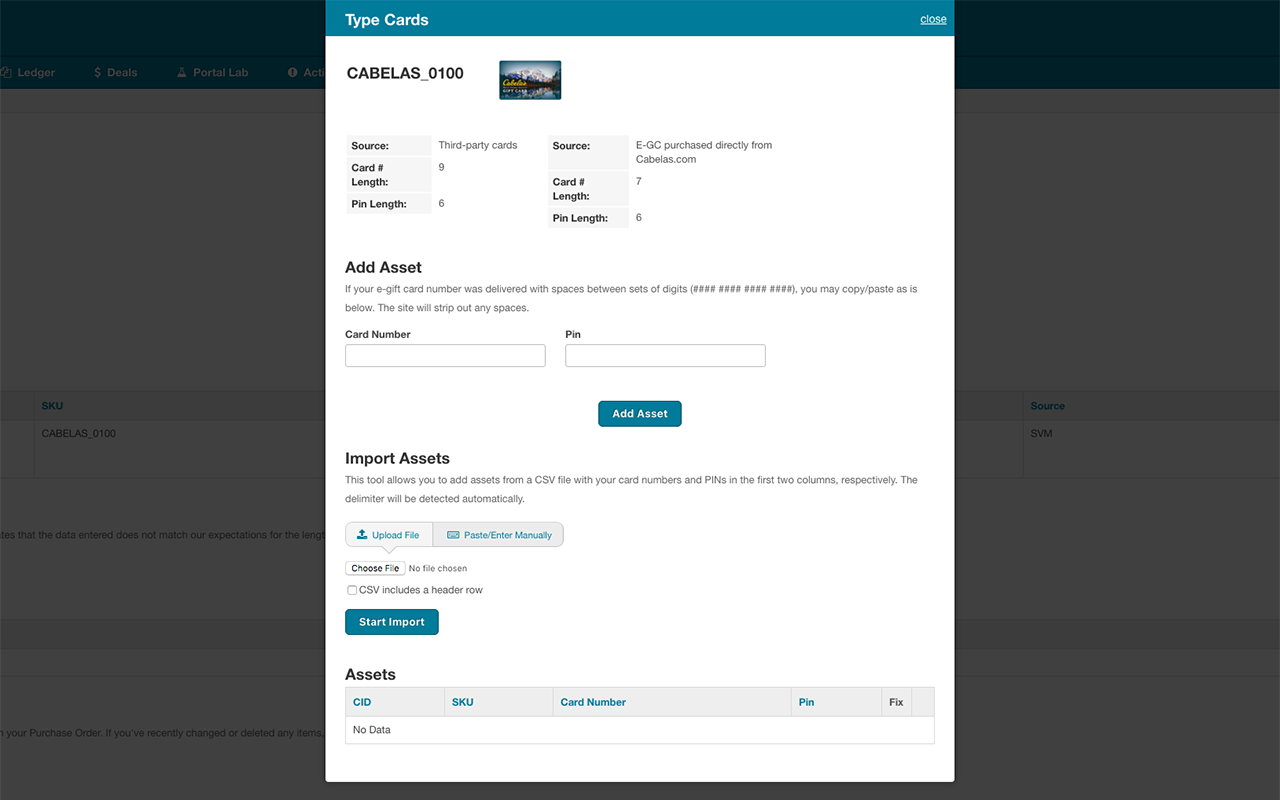 Type Cards
close
Ledger
Deals
Portal Lab
Acti
CABELAS_0100
Cabelas
GIFT CARD
Source:
Third-party cards
Card #
Length:
9
Pin Length:
6
Source:
E-GC purchased directly from
Cabelas.com
Card #
Length:
7
Pin Length:
6
Add Asset
If your e-gift card number was delivered with spaces between sets of digits (#### #### #### ####), you may copy/paste as is
below. The site will strip out any spaces.
Card Number
Pin
Add Asset
SKU
Source
CABELAS_0100
SVM
Import Assets
This tool allows you to add assets from a CSV file with your card numbers and PINs in the first two columns, respectively. The
delimiter will be detected automatically.
Upload File
Paste/Enter Manually
tes that the data entered does not match our expectations for the lengt
Choose File No file chosen
CSV includes a header row
Start Import
Assets
CID SKU Card Number Pin Fix
No Data
n your Purchase Order. If you've recently changed or deleted any items,